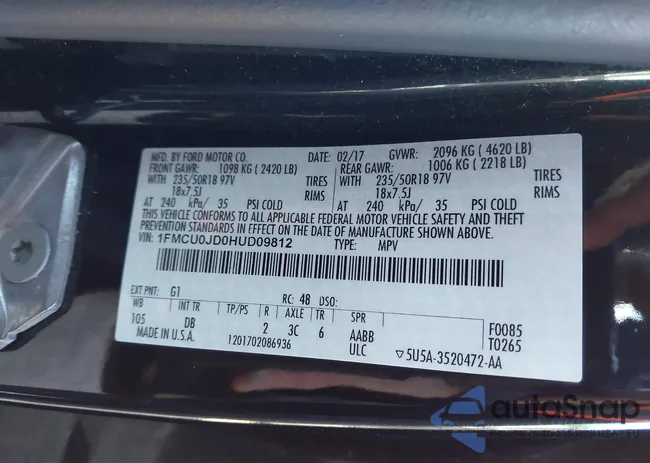 MFD. BY FORD MOTOR CO. DATE: 02/17 GVWR: 2096 KG ( 4620 LB)
FRONT GAWR: 1098 KG ( 2420 LB) REAR GAWR: 1006 KG ( 2218 LB)
WITH 235/50R18 97V TIRES WITH 235/50R18 97V TIRES
18x7.5J RIMS 18x7.5J RIMS
AT 240 kPa/ 35 PSI COLD AT 240 kPa/ 35 PSI COLD
THIS VEHICLE CONFORMS TO ALL APPLICABLE FEDERAL MOTOR VEHICLE SAFETY AND THEFT
PREVENTION STANDARDS IN EFFECT ON THE DATE OF MANUFACTURE SHOWN ABOVE.
VIN: 1FMCU0JD0HUD09812 TYPE: MPV
EXT PNT: G1 RC: 48 DSO:
WB INT TR TP/PS R AXLE TR SPR F0085
105 DB 2 3C 6 AABB T0265
MADE IN U.S.A. 1201702086936 ULC ▽5U5A-3520472-AA
autoSnap